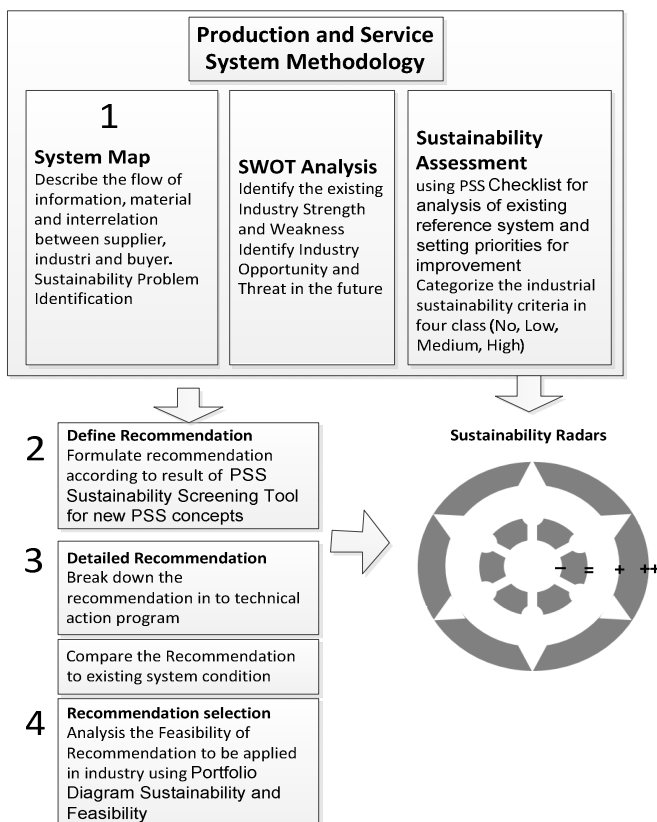 Production and Service
System Methodology
1
System Map
Describe the flow of
information, material
and interrelation
between supplier,
industri and buyer.
Sustainability Problem
Identification
SWOT Analysis
Identify the existing
Industry Strength
and Weakness
Identify Industry
Opportunity and
Threat in the future
Sustainability
Assessment
using PSS Checklist for
analysis of existing
reference system and
setting priorities for
improvement
Categorize the industrial
sustainability criteria in
four class (No, Low,
Medium, High)
2
Define Recommendation
Formulate recommendation
according to result of PSS
Sustainability Screening Tool
for new PSS concepts
3
Detailed Recommendation
Break down the
recommendation in to technical
action program
Compare the Recommendation
to existing system condition
4
Recommendation selection
Analysis the Feasibility of
Recommendation to be applied
in industry using Portfolio
Diagram Sustainability and
Feasibility
Sustainability Radars
− = + ++